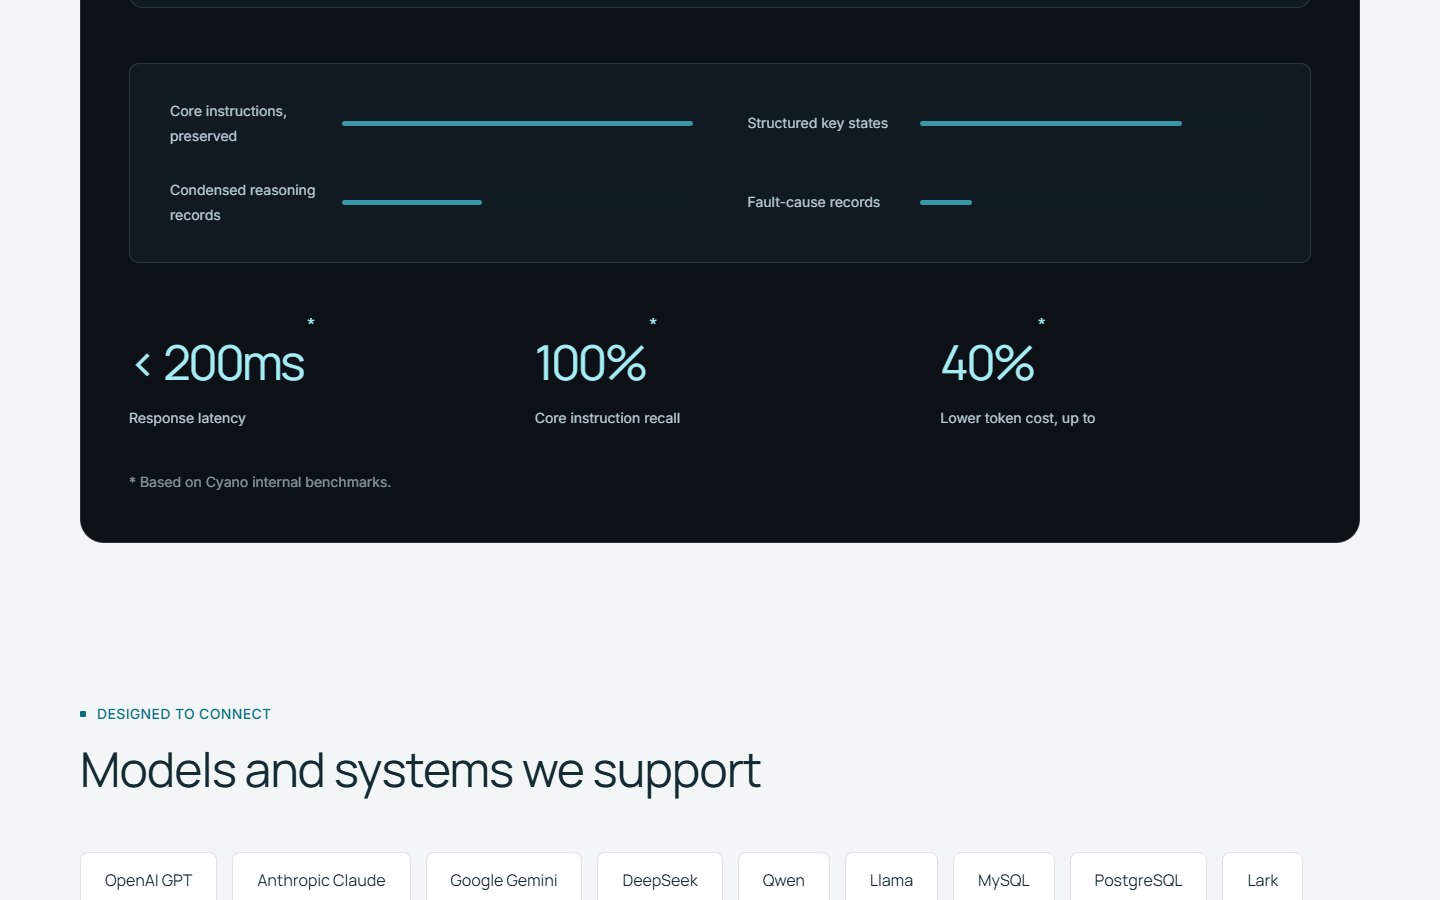 Core instructions,
preserved
Structured key states
Condensed reasoning
records
Fault-cause records
< 200ms*
Response latency
100%*
Core instruction recall
40%*
Lower token cost, up to
* Based on Cyano internal benchmarks.
DESIGNED TO CONNECT
Models and systems we support
OpenAI GPT
Anthropic Claude
Google Gemini
DeepSeek
Qwen
Llama
MySQL
PostgreSQL
Lark